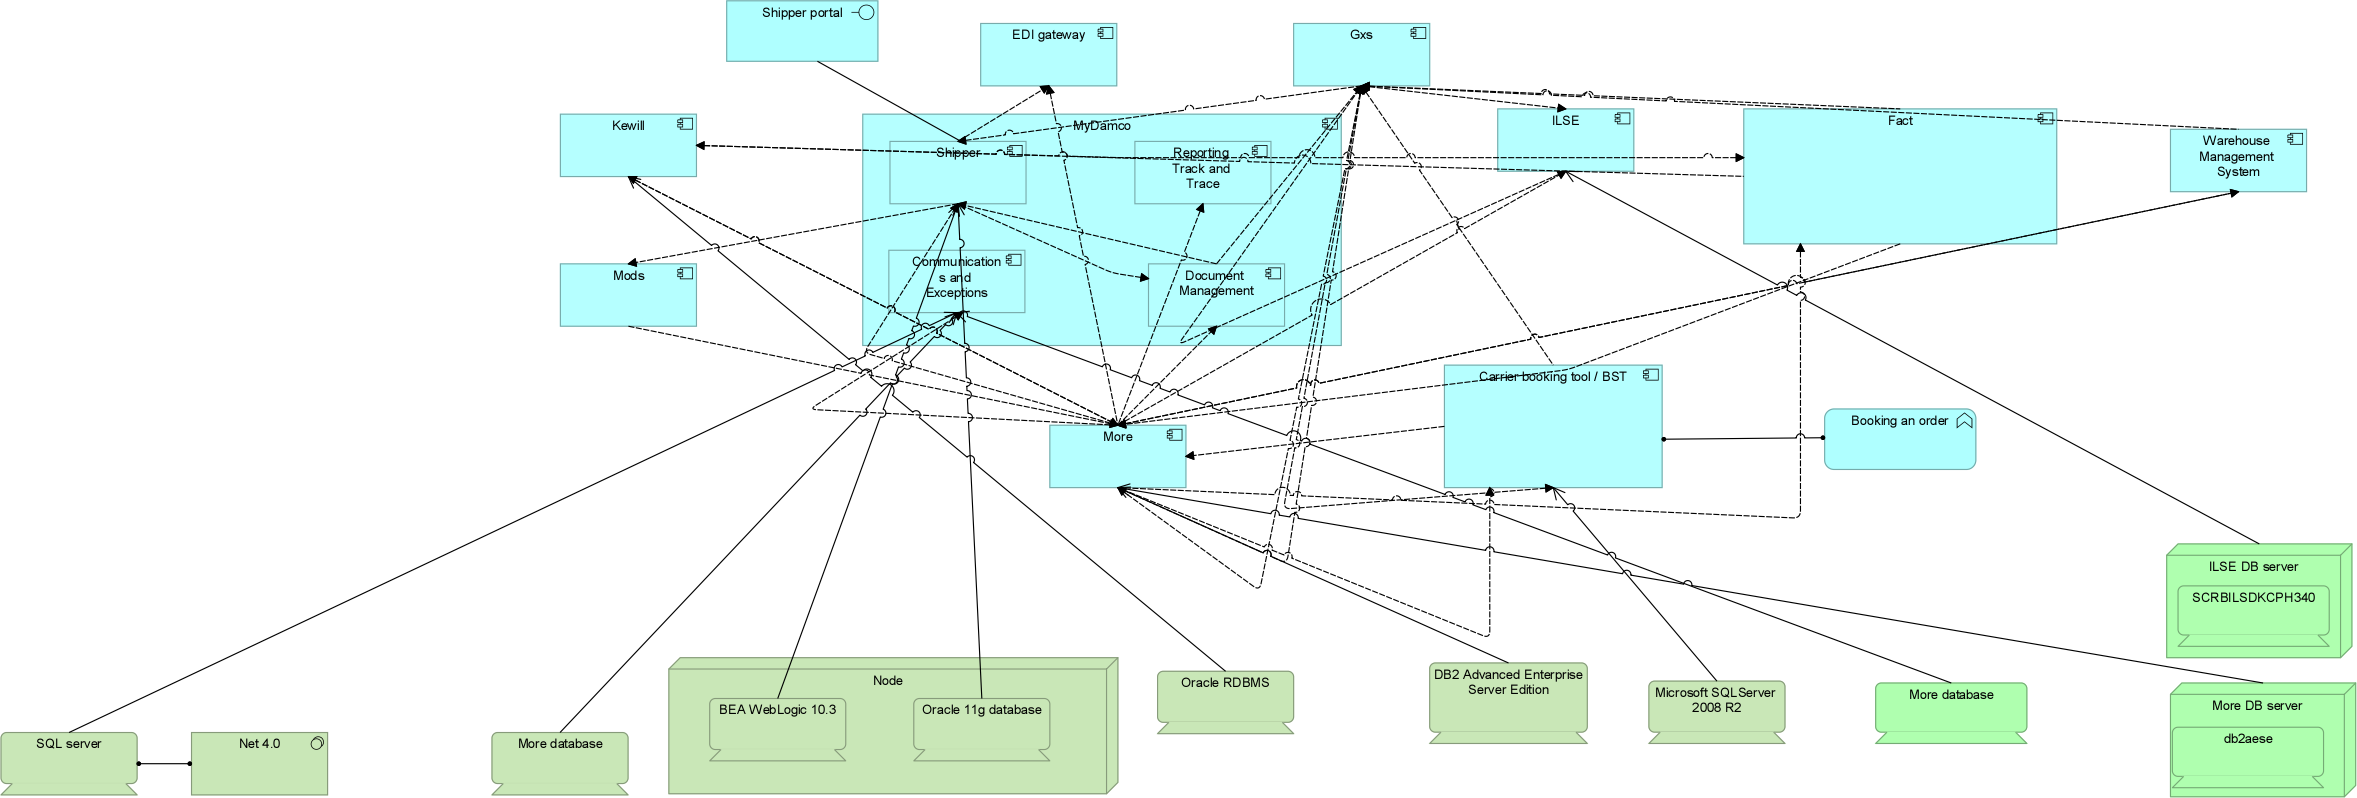 Shipper portal
EDI gateway
Gxs
Kewill
MyDamco
ILSE
Fact
Shipper
Reporting
Track and
Trace
Warehouse
Management
System
Mods
Communication
s and
Exceptions
Document
Management
Carrier booking tool / BST
More
Booking an order
ILSE DB server
SCRBILSDKCPH340
Node
Oracle RDBMS
DB2 Advanced Enterprise
Server Edition
Microsoft SQLServer
2008 R2
More database
More DB server
BEA WebLogic 10.3
Oracle 11g database
SQL server
Net 4.0
More database
db2aese